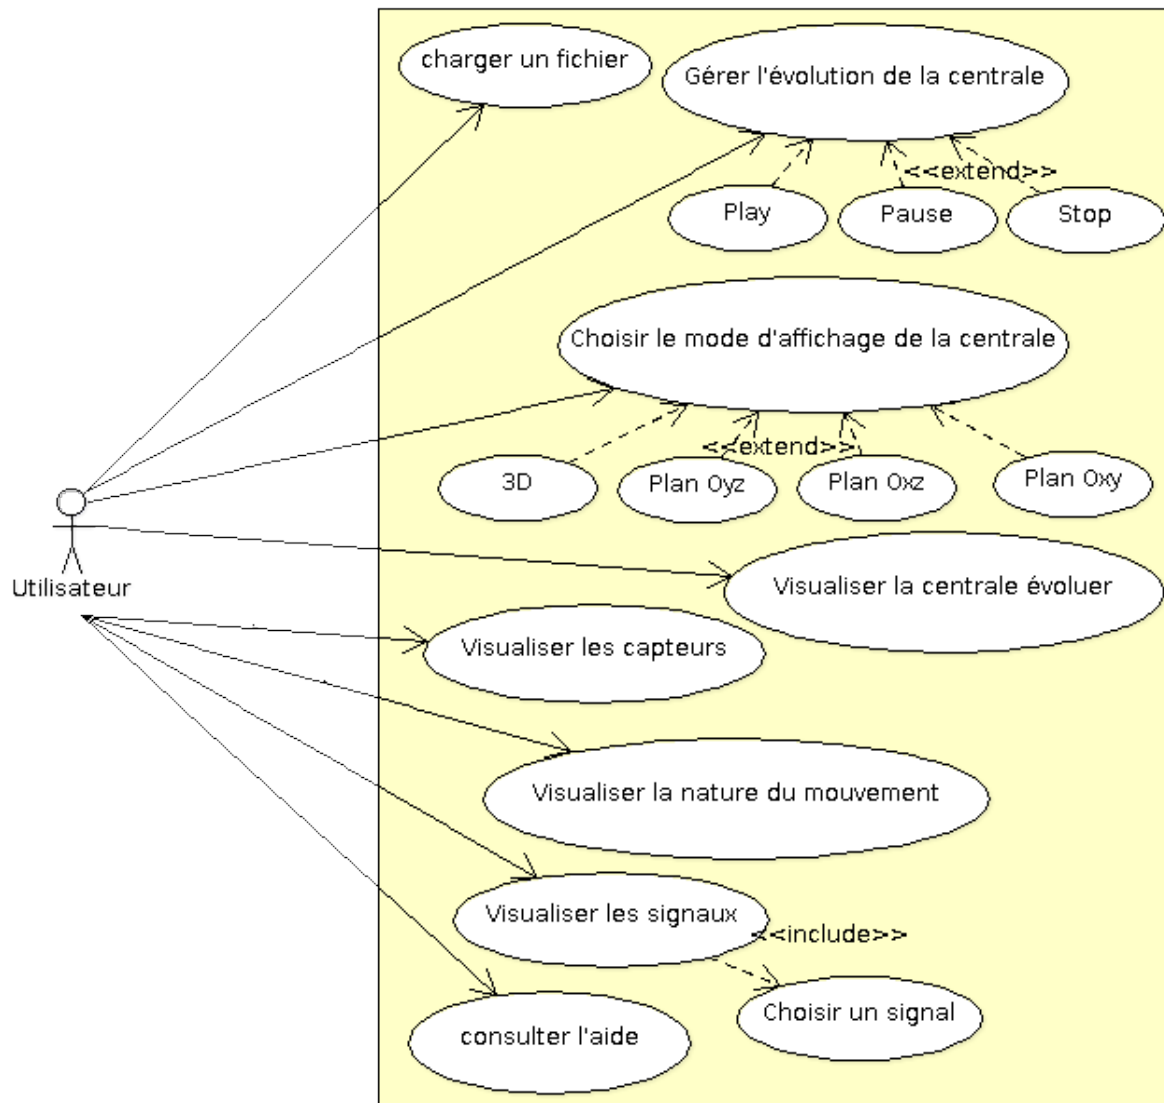 charger un fichier
Gérer l'évolution de la centrale
<<extend>>
Play
Pause
Stop
Choisir le mode d'affichage de la centrale
<<extend>>
3D
Plan Oyz
Plan Oxz
Plan Oxy
Utilisateur
Visualiser la centrale évoluer
Visualiser les capteurs
Visualiser la nature du mouvement
Visualiser les signaux
<<include>>
Choisir un signal
consulter l'aide